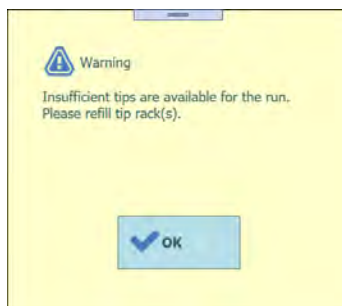 Warning
Insufficient tips are available for the run.
Please refill tip rack(s).
OK